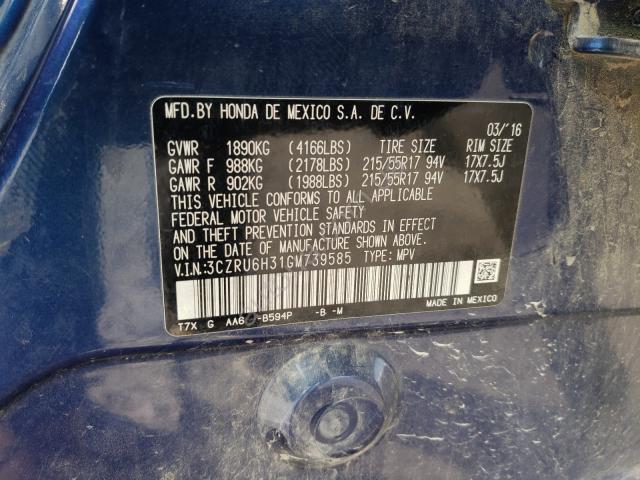 MFD.BY HONDA DE MEXICO S.A. DE C.V.
03/'16
GVWR 1890KG (4166LBS) TIRE SIZE RIM SIZE
GAWR F 988KG (2178LBS) 215/55R17 94V 17X7.5J
GAWR R 902KG (1988LBS) 215/55R17 94V 17X7.5J
THIS VEHICLE CONFORMS TO ALL APPLICABLE
FEDERAL MOTOR VEHICLE SAFETY
AND THEFT PREVENTION STANDARDS IN EFFECT
ON THE DATE OF MANUFACTURE SHOWN ABOVE.
V.I.N:3CZRU6H31GM739585 TYPE: MPV
MADE IN MEXICO
T7X G AA6 -B594P -B -M